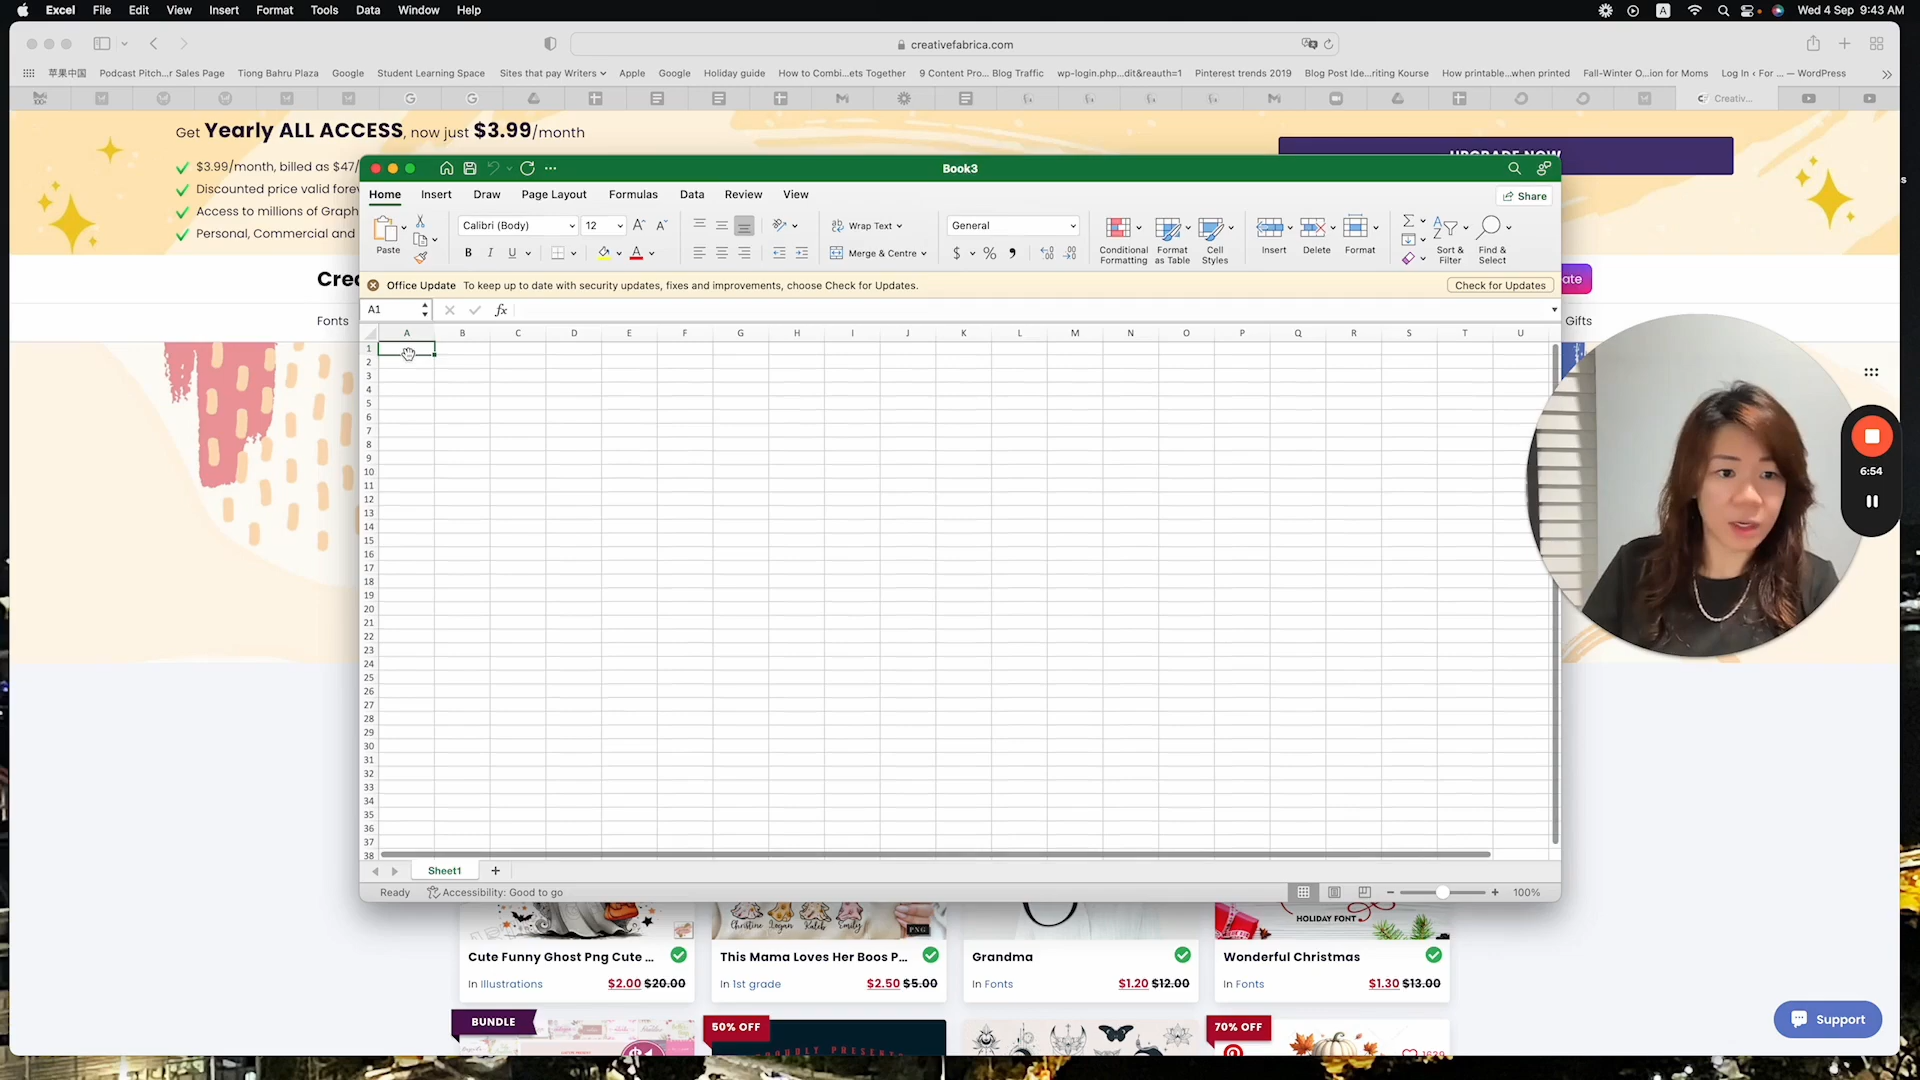 Excel File Edit View Insert Format Tools Data Window Help
A Wed 4 Sep 9:43 AM
creativefabrica.com
苹果中国 Podcast Pitch...r Sales Page Tiong Bahru Plaza Google Student Learning Space Sites that pay Writers Apple Google Holiday guide How to Combi...ets Together 9 Content Pro... Blog Traffic wp-login.php...dit&reauth=1 Pinterest trends 2019 Blog Post Ide...riting Kourse How printable...when printed Fall-Winter O...ion for Moms Log In ‹ For ... — WordPress
Creativ...
Get Yearly ALL ACCESS, now just $3.99/month
UPGRADE NOW
$3.99/month, billed as $47/
Discounted price valid fore
Access to millions of Graph
Personal, Commercial and
Book3
Home Insert Draw Page Layout Formulas Data Review View
Share
Paste
Calibri (Body) 12
Wrap Text
General
B I U
Merge & Centre
$ % 
Conditional Formatting
Format as Table
Cell Styles
Insert
Delete
Format
Sort & Filter
Find & Select
Office Update To keep up to date with security updates, fixes and improvements, choose Check for Updates.
Check for Updates
Crea
ate
A1
fx
Fonts
Gifts
A B C D E F G H I J K L M N O P Q R S T U
1
2
3
4
5
6
7
8
9
10
11
12
13
14
15
16
17
18
19
20
21
22
23
24
25
26
27
28
29
30
31
32
33
34
35
36
37
38
6:54
Sheet1
Ready Accessibility: Good to go
100%
Christine Logan Kaleb Emily
PNG
HOLIDAY FONT
Cute Funny Ghost Png Cute ...
In Illustrations $2.00 $20.00
This Mama Loves Her Boos P...
In 1st grade $2.50 $5.00
Grandma
In Fonts $1.20 $12.00
Wonderful Christmas
In Fonts $1.30 $13.00
BUNDLE
50% OFF
PROUDLY PRESENTS
70% OFF
Support